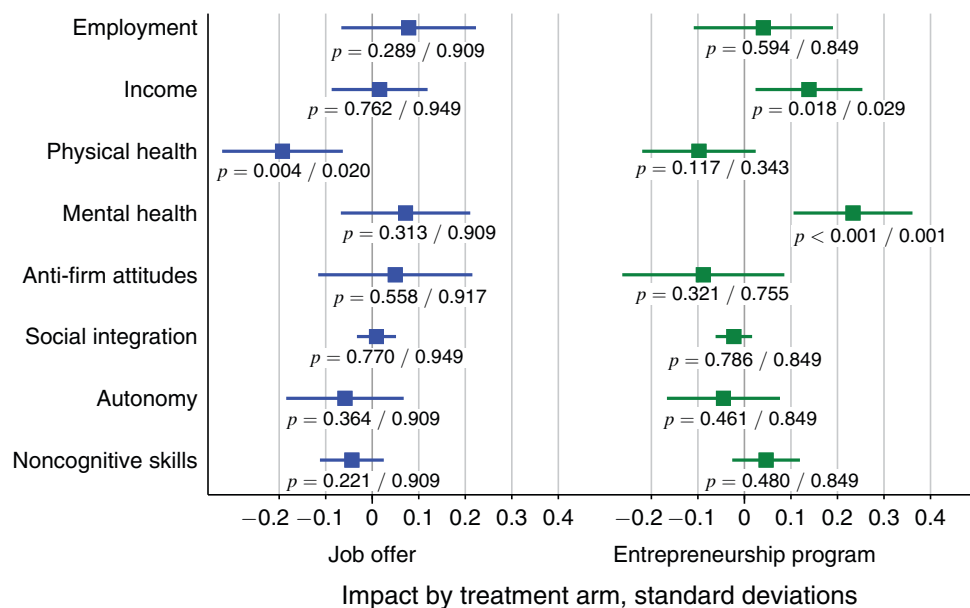 Employment
p = 0.289 / 0.909
p = 0.594 / 0.849
Income
p = 0.762 / 0.949
p = 0.018 / 0.029
Physical health
p = 0.004 / 0.020
p = 0.117 / 0.343
Mental health
p = 0.313 / 0.909
p < 0.001 / 0.001
Anti-firm attitudes
p = 0.558 / 0.917
p = 0.321 / 0.755
Social integration
p = 0.770 / 0.949
p = 0.786 / 0.849
Autonomy
p = 0.364 / 0.909
p = 0.461 / 0.849
Noncognitive skills
p = 0.221 / 0.909
p = 0.480 / 0.849
−0.2 −0.1 0 0.1 0.2 0.3 0.4
−0.2 −0.1 0 0.1 0.2 0.3 0.4
Job offer
Entrepreneurship program
Impact by treatment arm, standard deviations